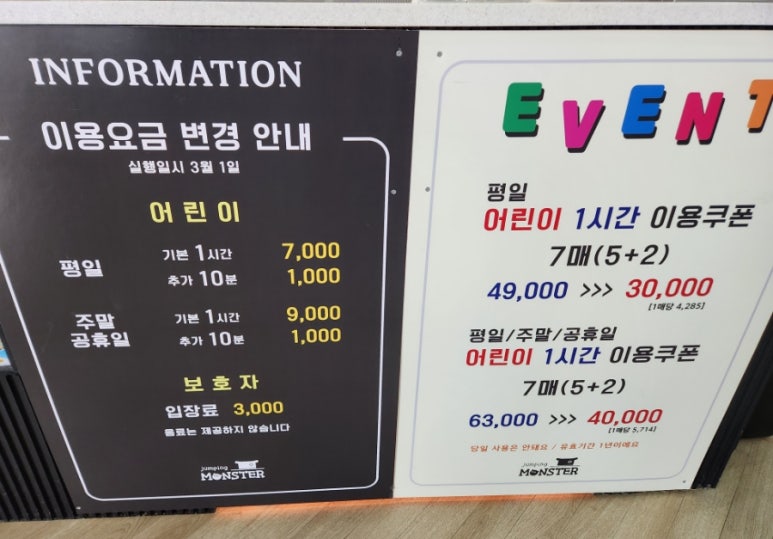 INFORMATION
이용요금 변경 안내
실행일시 3월 1일
어린이
평일
기본 1시간 7,000
추가 10분 1,000
주말
공휴일
기본 1시간 9,000
추가 10분 1,000
보호자
입장료 3,000
음료는 제공하지 않습니다
jumping
MONSTER
EVENT
평일
어린이 1시간 이용쿠폰
7매(5+2)
49,000 >>> 30,000
[1매당 4,285]
평일/주말/공휴일
어린이 1시간 이용쿠폰
7매(5+2)
63,000 >>> 40,000
[1매당 5,714]
당일 사용은 안돼요 / 유효기간 1년이에요
jumping
MONSTER